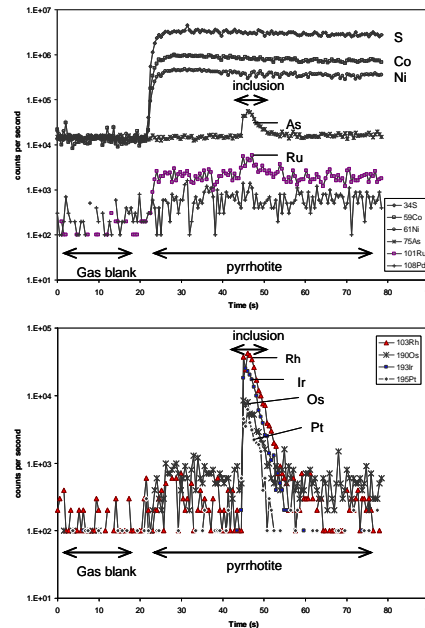 1.E+07
1.E+06
1.E+05
1.E+04
1.E+03
1.E+02
1.E+01
counts per second
S
Co
Ni
inclusion
As
Ru
34S
59Co
61Ni
75As
101Ru
108Pd
Gas blank
pyrrhotite
0 10 20 30 40 50 60 70 80
Time (s)
1.E+05
1.E+04
1.E+03
1.E+02
1.E+01
counts per second
inclusion
Rh
Ir
Os
Pt
103Rh
190Os
193Ir
195Pt
Gas blank
pyrrhotite
0 10 20 30 40 50 60 70 80
Time (s)